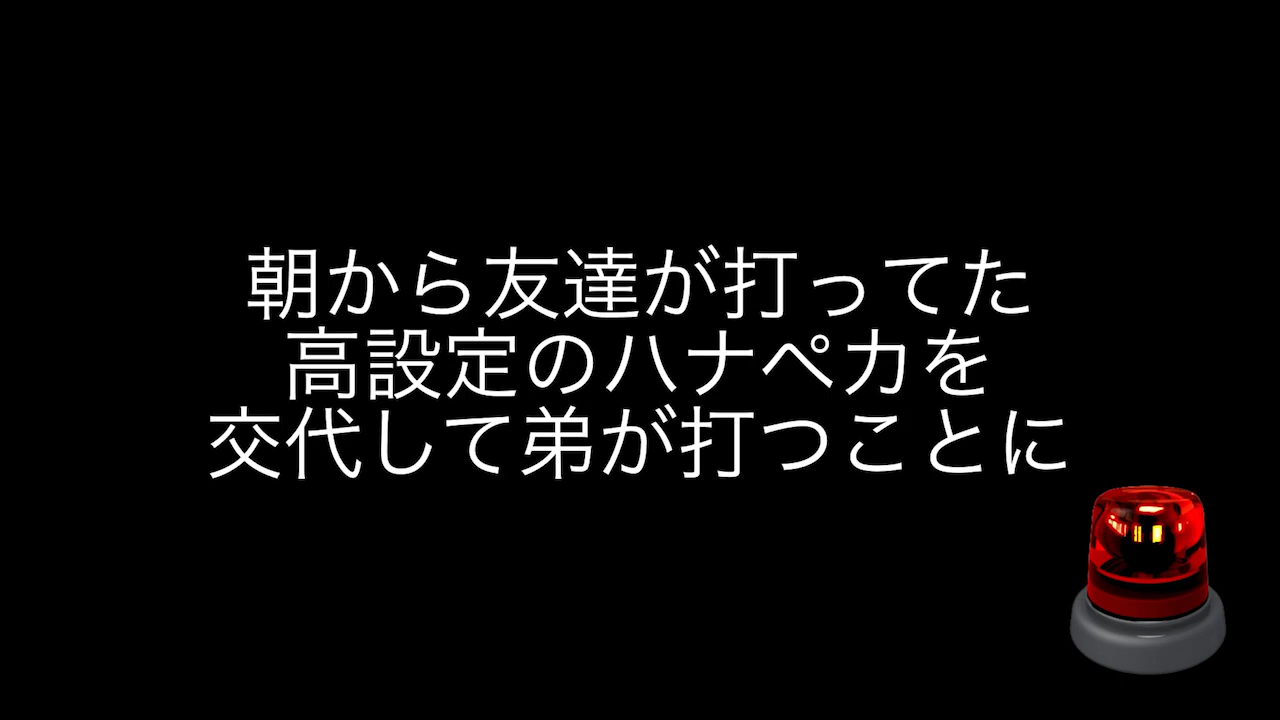 朝から友達が打ってた
高設定のハナペカを
交代して弟が打つことに